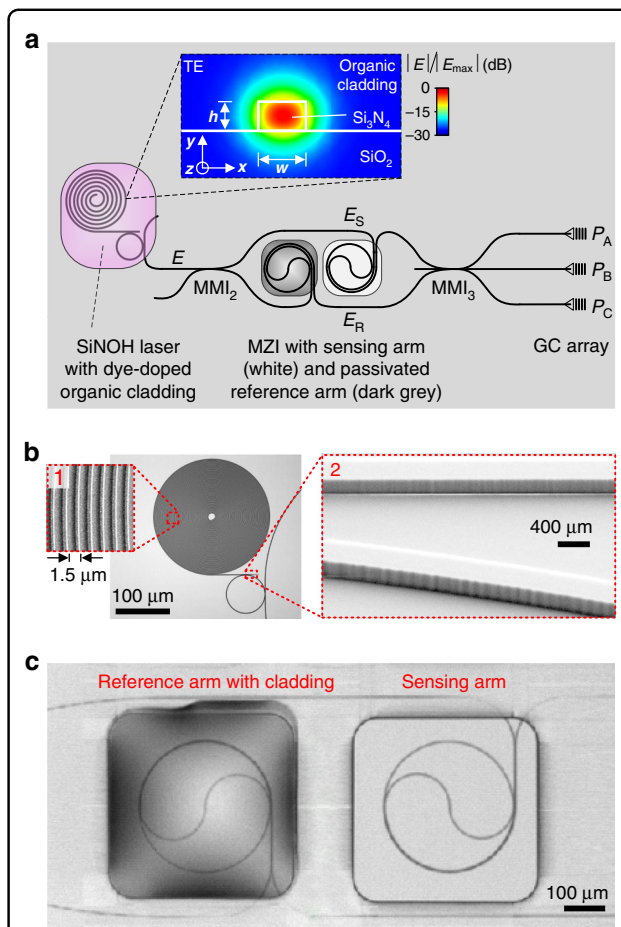 a
TE
Organic
cladding
|E|/|Emax| (dB)
0
−15
−30
h
Si3N4
y
z
x
w
SiO2
E
MMI2
ES
ER
MMI3
PA
PB
PC
SiNOH laser
with dye-doped
organic cladding
MZI with sensing arm
(white) and passivated
reference arm (dark grey)
GC array
b
1
1.5 µm
100 µm
2
400 µm
c
Reference arm with cladding
Sensing arm
100 µm